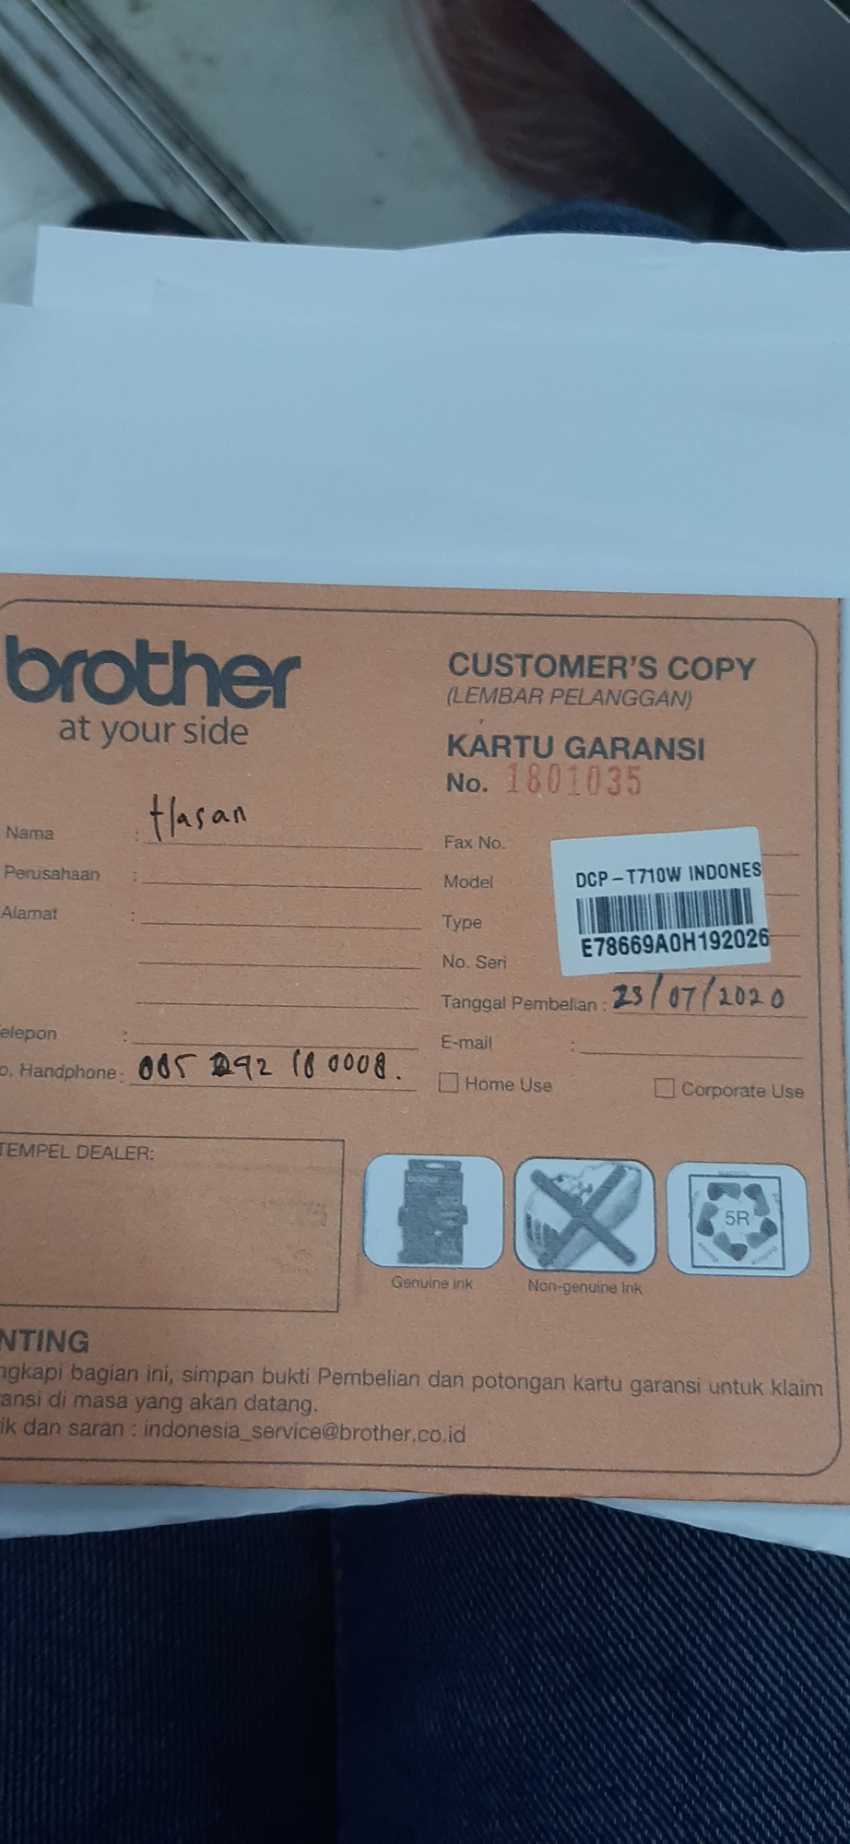 brother
at your side
CUSTOMER'S COPY
(LEMBAR PELANGGAN)
KARTU GARANSI
No. 1801035
Nama : Hasan
Perusahaan :
Alamat :
elepon :
o. Handphone :
Fax No.
Model
Type
No. Seri
DCP-T710W INDONES
E78669A0H192026
Tanggal Pembelian : 23/07/2020
E-mail :
Home Use
Corporate Use
TEMPEL DEALER:
brother
5R
Genuine ink
Non-genuine Ink
NTING
ngkapi bagian ini, simpan bukti Pembelian dan potongan kartu garansi untuk klaim
ansi di masa yang akan datang.
ik dan saran : indonesia_service@brother.co.id